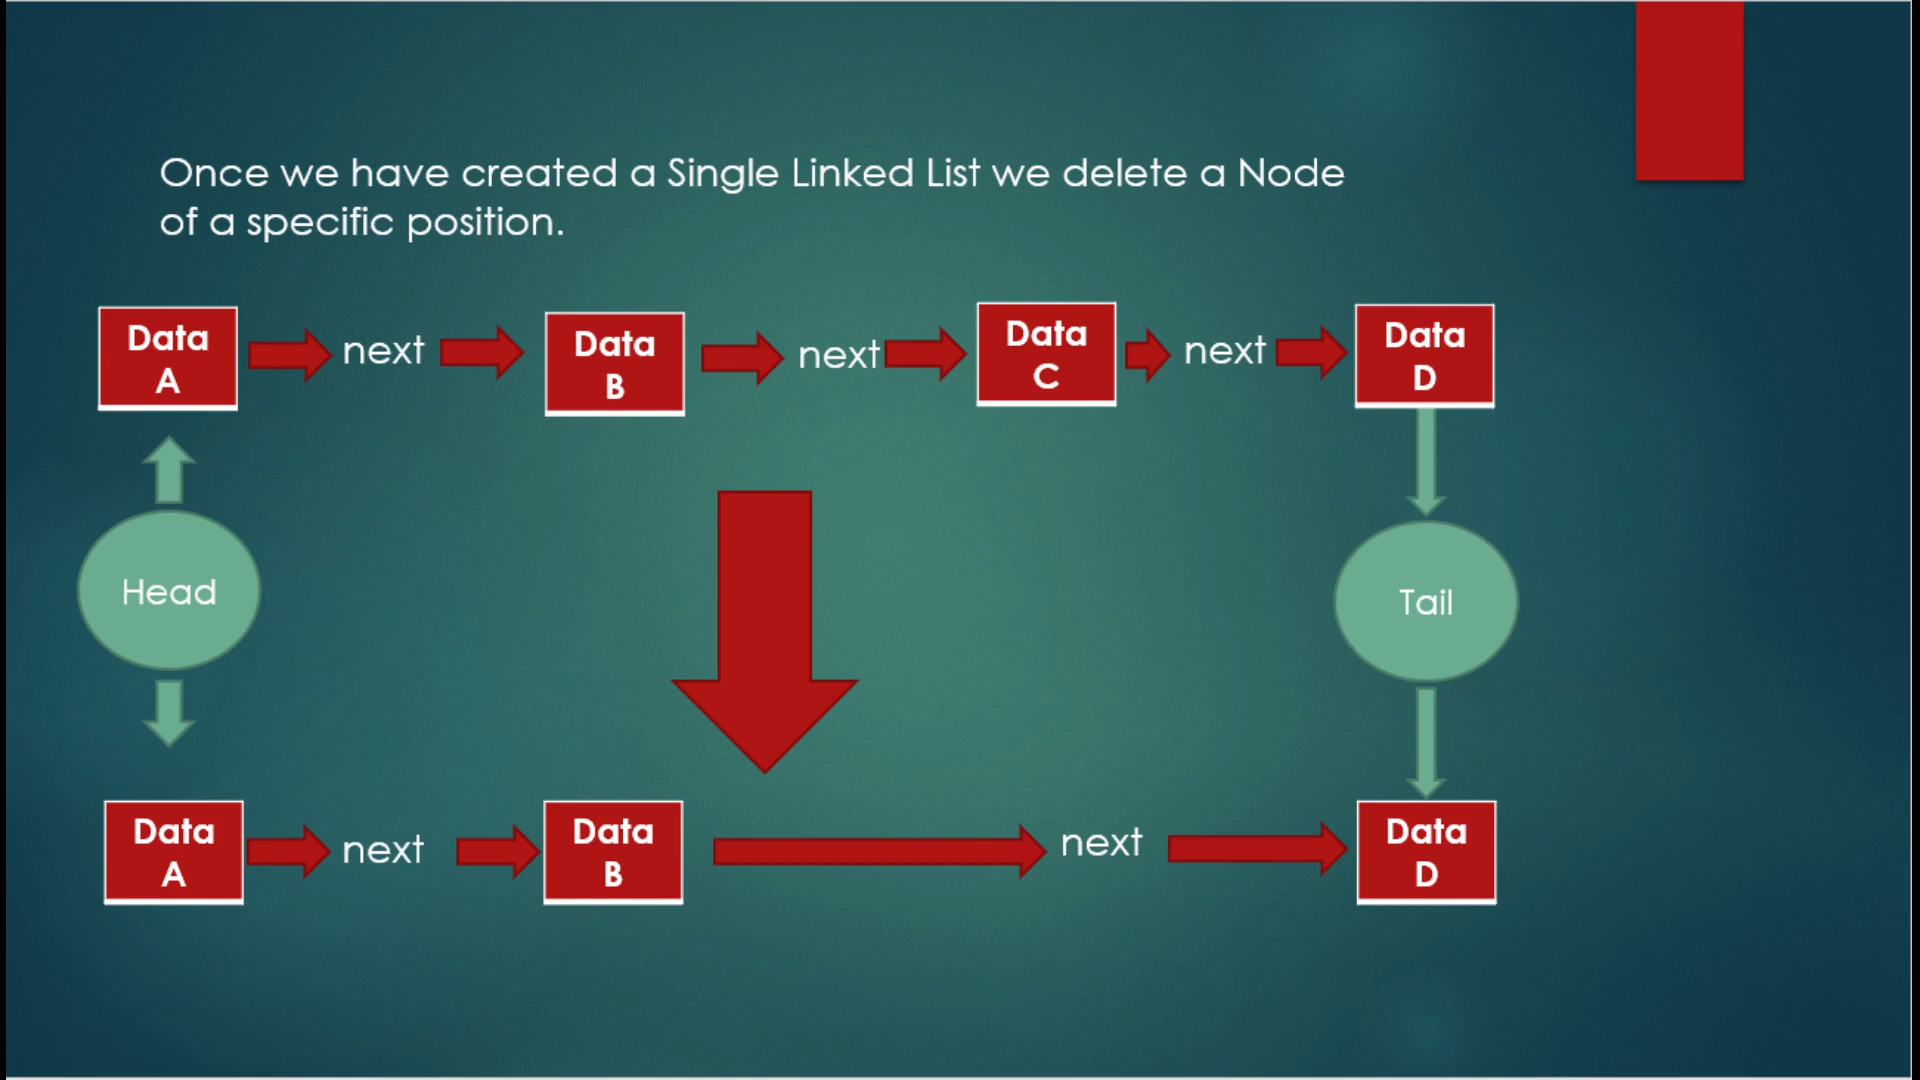 Once we have created a Single Linked List we delete a Node
of a specific position.
Data
A
next
Data
B
next
Data
C
next
Data
D
Head
Tail
Data
A
next
Data
B
next
Data
D